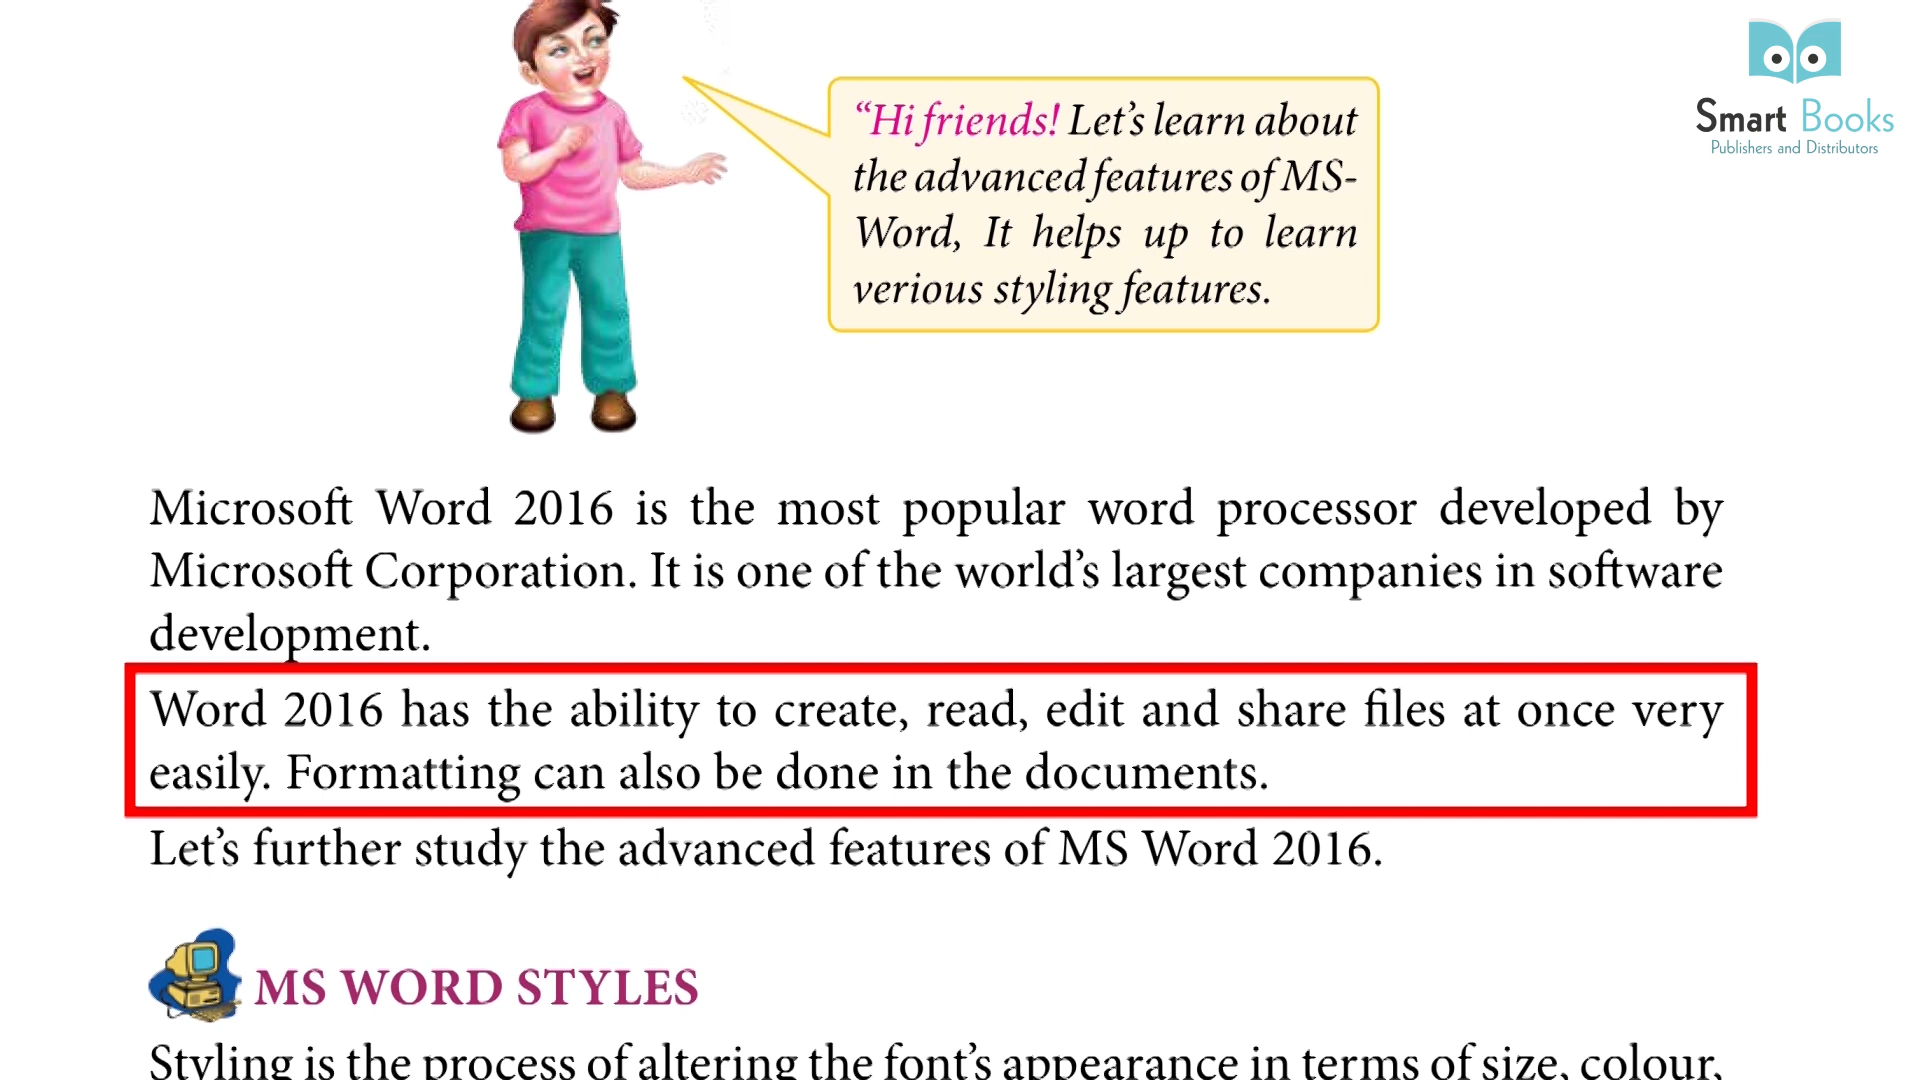 Smart Books
Publishers and Distributors
“Hi friends! Let’s learn about
the advanced features of MS-
Word, It helps up to learn
verious styling features.
Microsoft Word 2016 is the most popular word processor developed by
Microsoft Corporation. It is one of the world’s largest companies in software
development.
Word 2016 has the ability to create, read, edit and share files at once very
easily. Formatting can also be done in the documents.
Let’s further study the advanced features of MS Word 2016.
MS WORD STYLES
Styling is the process of altering the font’s appearance in terms of size, colour,